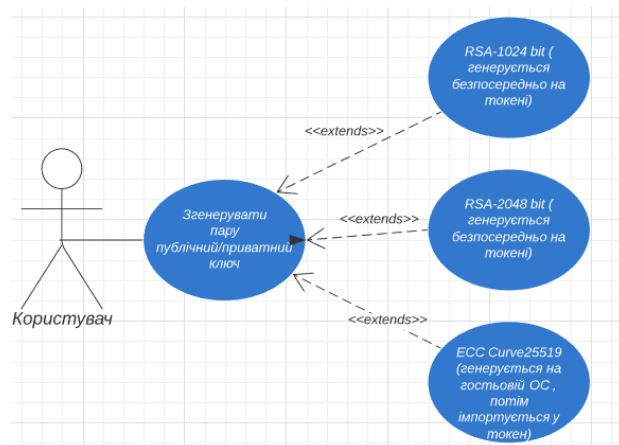 RSA-1024 bit (
генерується
безпосередньо на
токені)
<<extends>>
Згенерувати
пару
публічний/приватний
ключ
<<extends>>
RSA-2048 bit (
генерується
безпосередньо на
токені)
Користувач
<<extends>>
ECC Curve25519
(генерується на
гостьовій ОС ,
потім
імпортується у
токен)